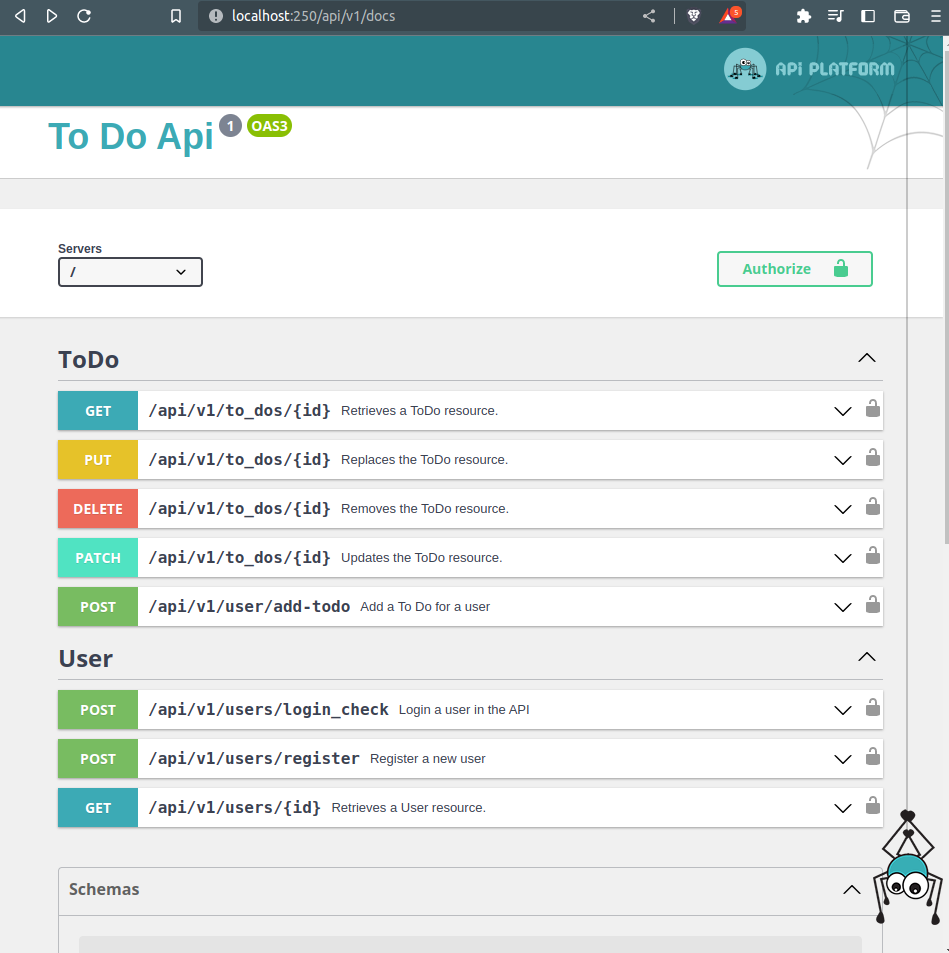 localhost:250/api/v1/docs
5
API PLATFORM
To Do Api 1 OAS3
Servers
/
Authorize
ToDo
GET /api/v1/to_dos/{id} Retrieves a ToDo resource.
PUT /api/v1/to_dos/{id} Replaces the ToDo resource.
DELETE /api/v1/to_dos/{id} Removes the ToDo resource.
PATCH /api/v1/to_dos/{id} Updates the ToDo resource.
POST /api/v1/user/add-todo Add a To Do for a user
User
POST /api/v1/users/login_check Login a user in the API
POST /api/v1/users/register Register a new user
GET /api/v1/users/{id} Retrieves a User resource.
Schemas